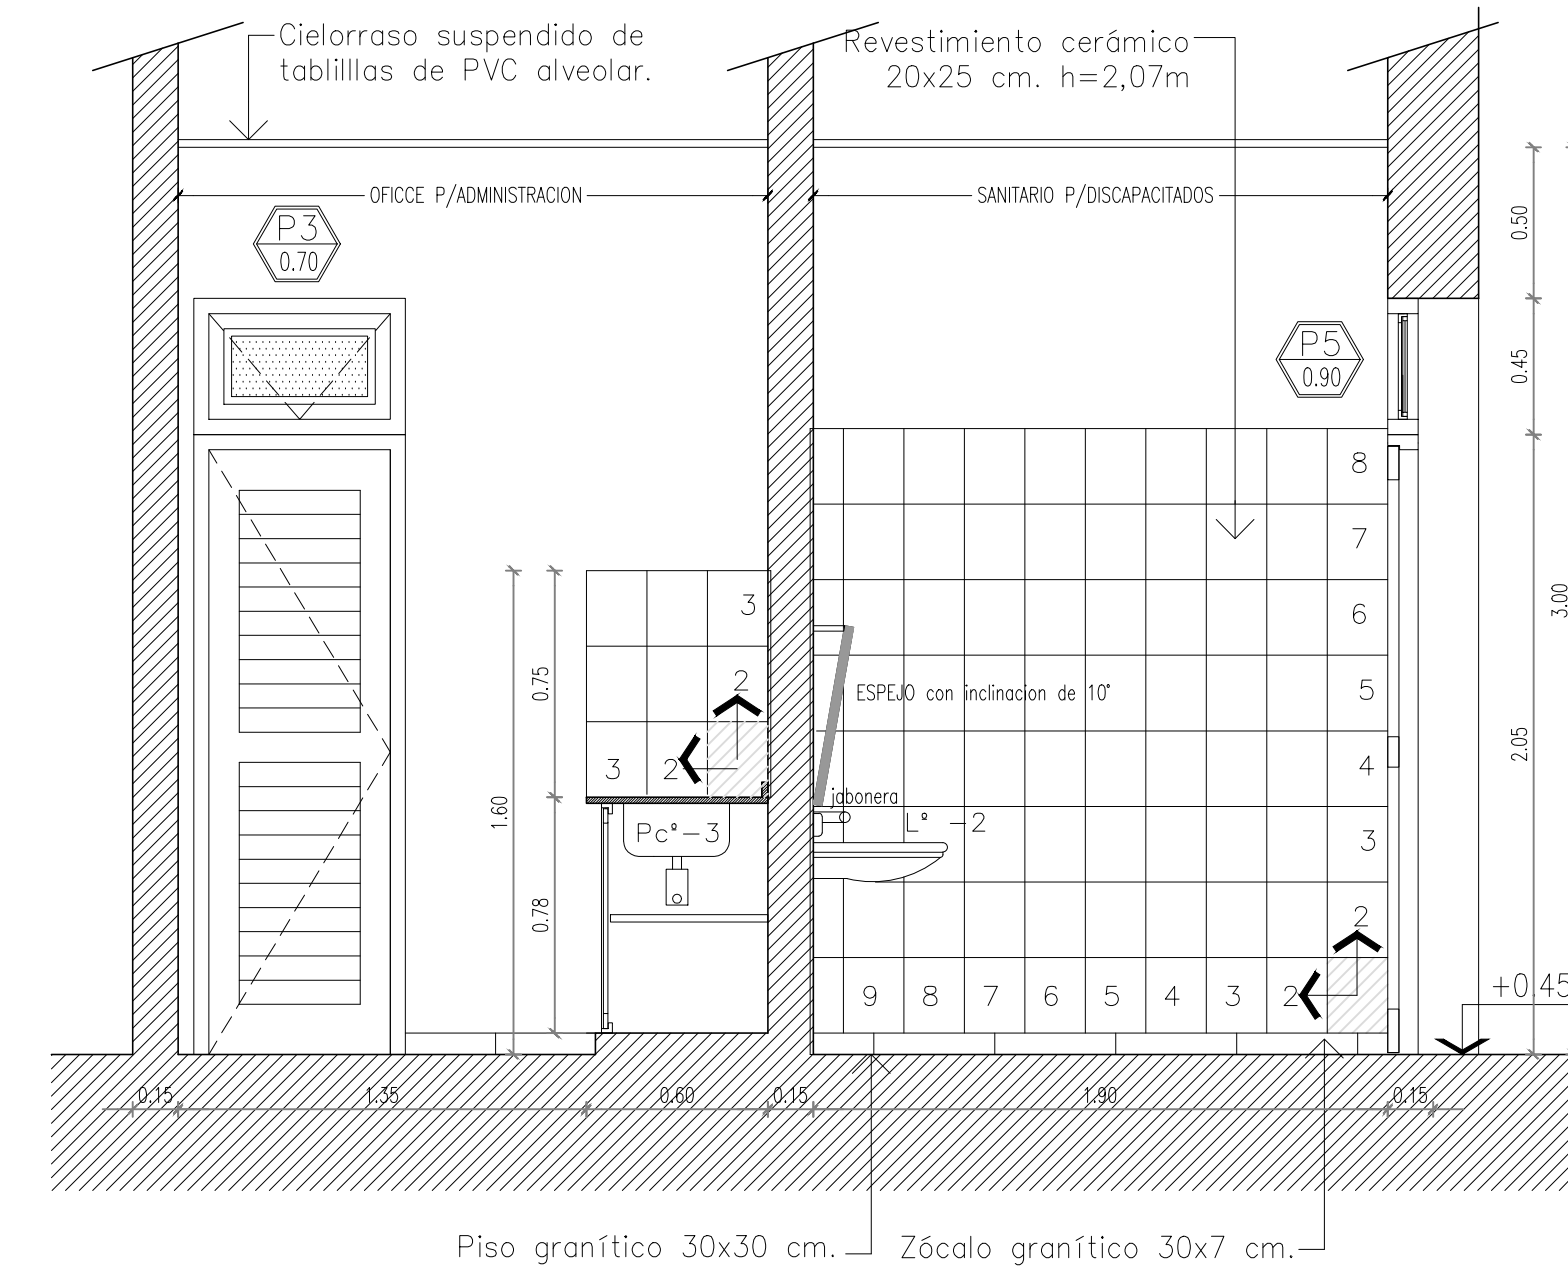 Cielorraso suspendido de
tablilllas de PVC alveolar.
Revestimiento cerámico
20x25 cm. h=2,07m
OFICCE P/ADMINISTRACION
SANITARIO P/DISCAPACITADOS
P3
0.70
P5
0.90
0.50
0.45
3.00
2.05
+0.45
8
7
6
5
4
3
2
9 8 7 6 5 4 3 2
3
2
3 2
0.75
1.60
0.78
ESPEJO con inclinacion de 10°
jabonera
Lº -2
Pcº-3
0.15 1.35 0.60 0.15 1.90 0.15
Piso granítico 30x30 cm.
Zócalo granítico 30x7 cm.